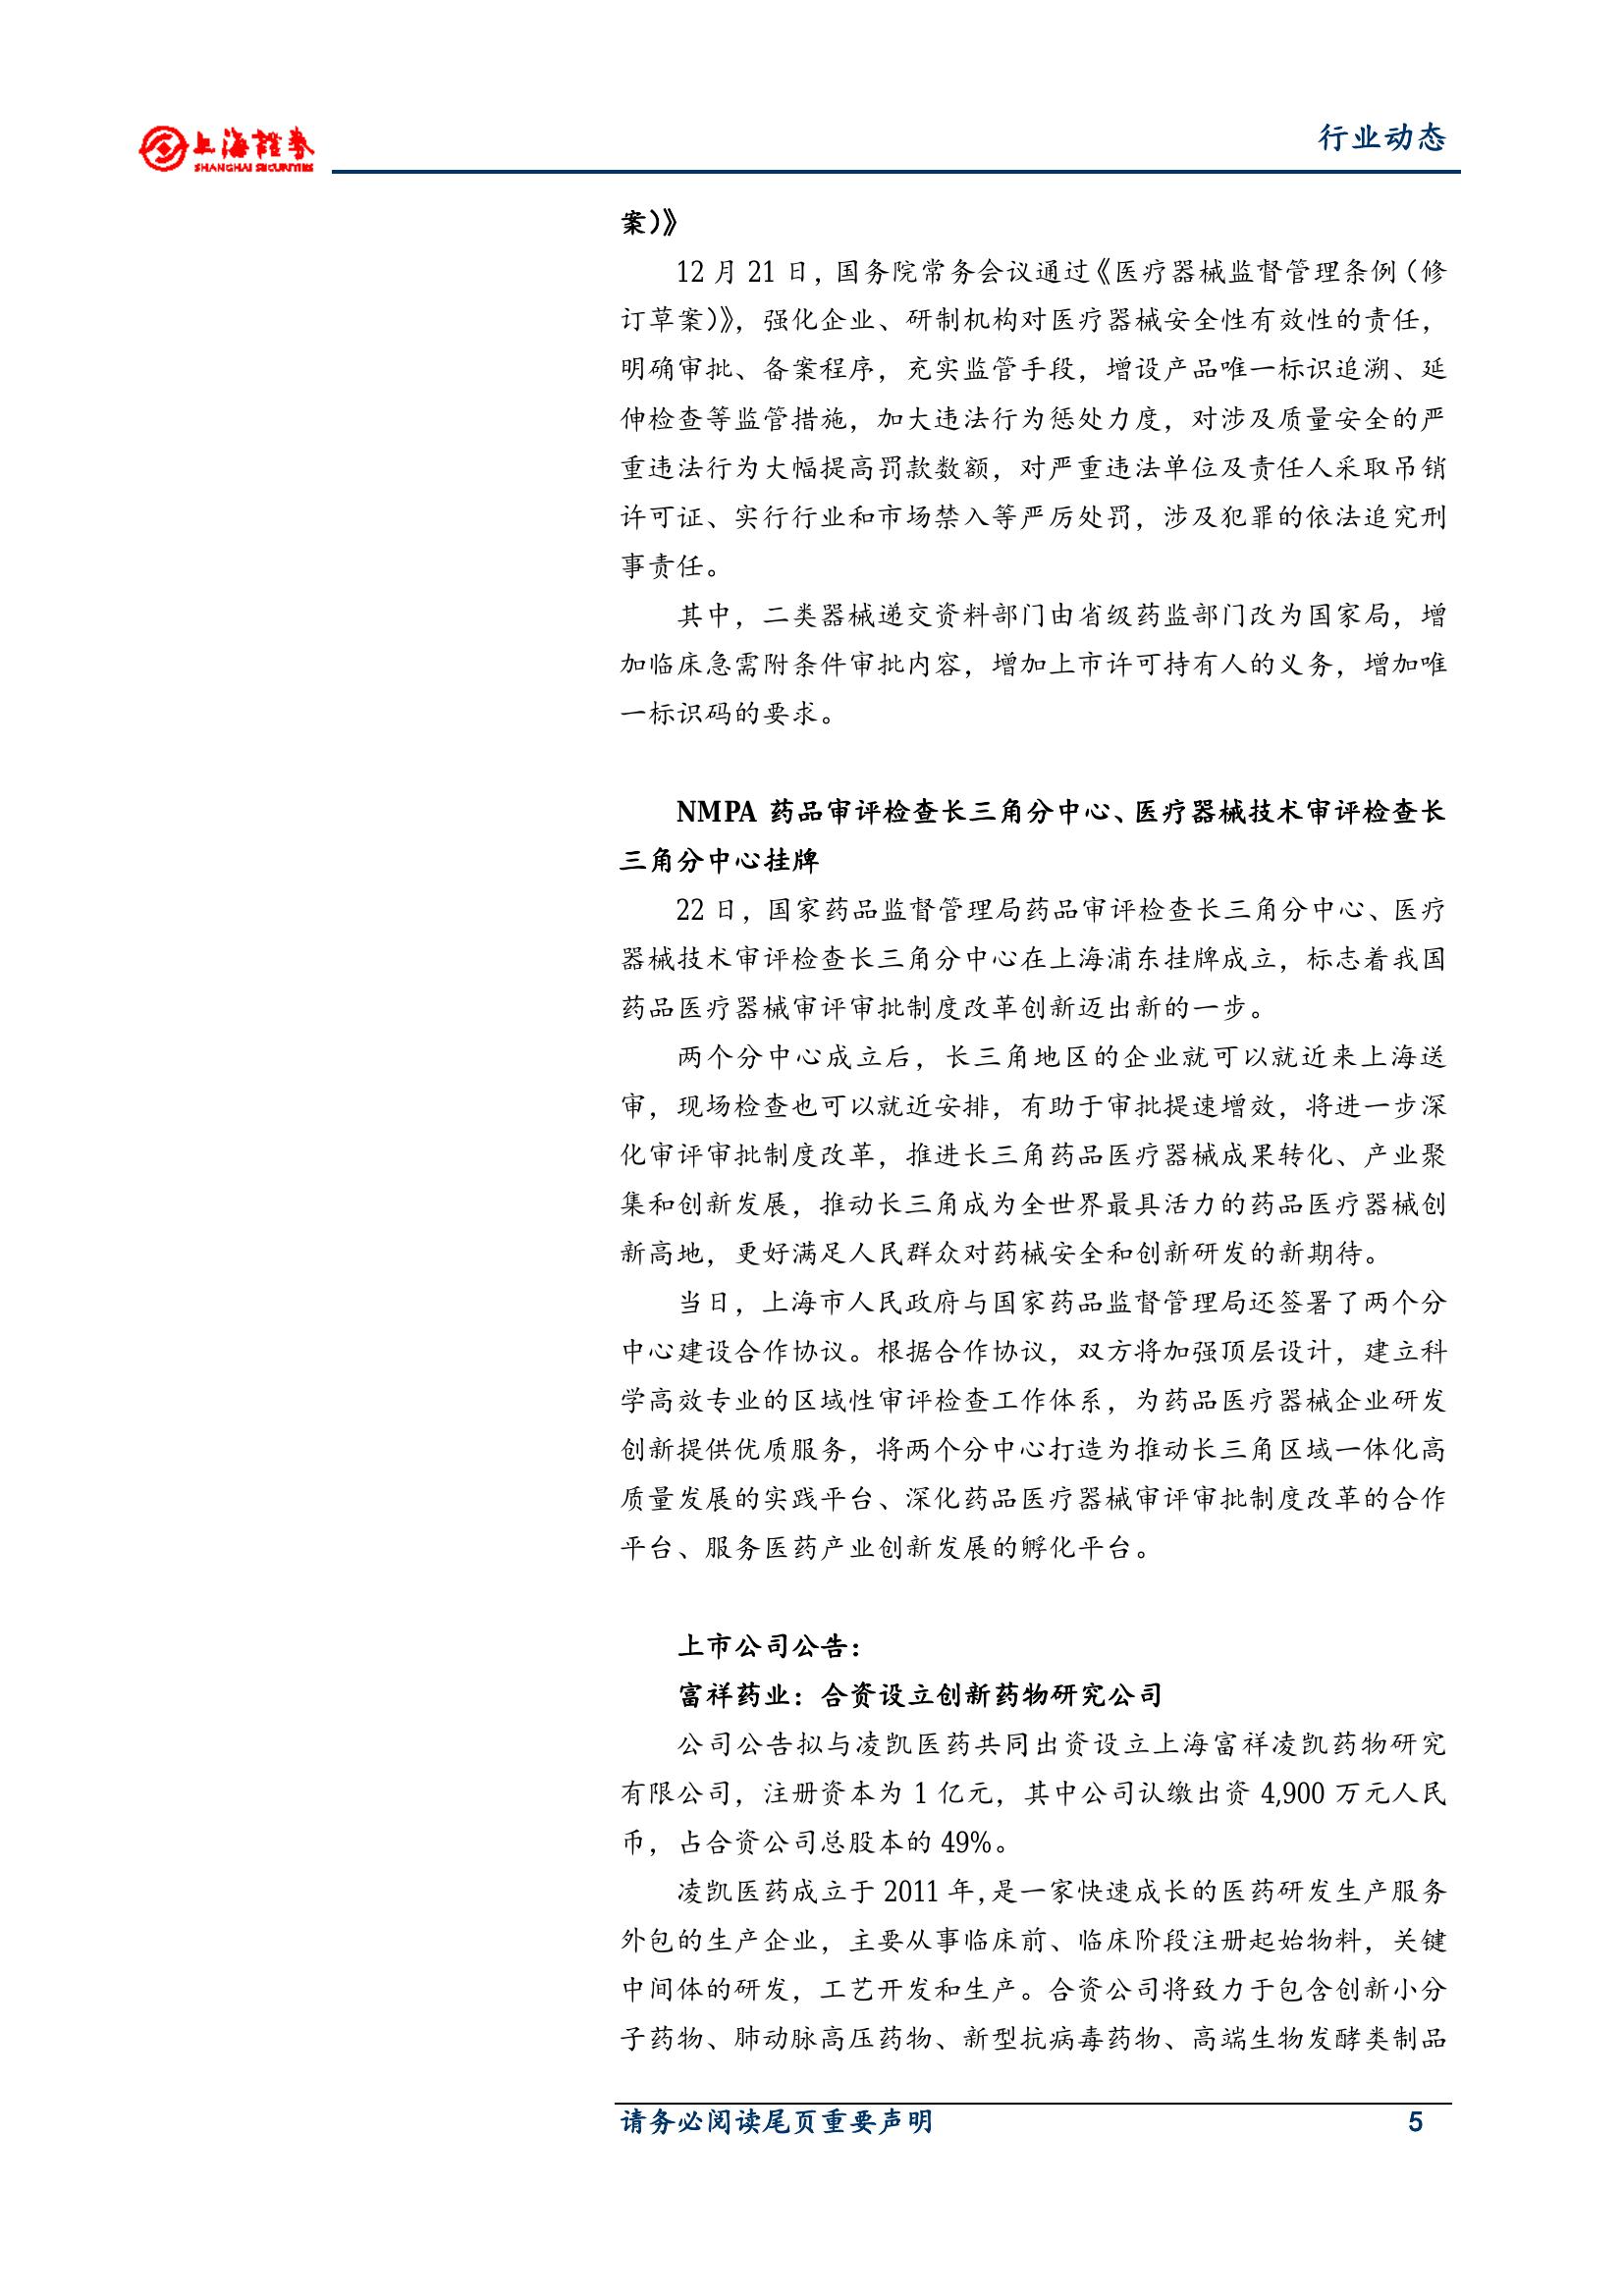 上海證券
SHANGHAI SECURITIES
行业动态
案）》
12 月 21 日，国务院常务会议通过《医疗器械监督管理条例（修
订草案）》，强化企业、研制机构对医疗器械安全性有效性的责任，
明确审批、备案程序，充实监管手段，增设产品唯一标识追溯、延
伸检查等监管措施，加大违法行为惩处力度，对涉及质量安全的严
重违法行为大幅提高罚款数额，对严重违法单位及责任人采取吊销
许可证、实行行业和市场禁入等严厉处罚，涉及犯罪的依法追究刑
事责任。
其中，二类器械递交资料部门由省级药监部门改为国家局，增
加临床急需附条件审批内容，增加上市许可持有人的义务，增加唯
一标识码的要求。
NMPA 药品审评检查长三角分中心、医疗器械技术审评检查长
三角分中心挂牌
22 日，国家药品监督管理局药品审评检查长三角分中心、医疗
器械技术审评检查长三角分中心在上海浦东挂牌成立，标志着我国
药品医疗器械审评审批制度改革创新迈出新的一步。
两个分中心成立后，长三角地区的企业就可以就近来上海送
审，现场检查也可以就近安排，有助于审批提速增效，将进一步深
化审评审批制度改革，推进长三角药品医疗器械成果转化、产业聚
集和创新发展，推动长三角成为全世界最具活力的药品医疗器械创
新高地，更好满足人民群众对药械安全和创新研发的新期待。
当日，上海市人民政府与国家药品监督管理局还签署了两个分
中心建设合作协议。根据合作协议，双方将加强顶层设计，建立科
学高效专业的区域性审评检查工作体系，为药品医疗器械企业研发
创新提供优质服务，将两个分中心打造为推动长三角区域一体化高
质量发展的实践平台、深化药品医疗器械审评审批制度改革的合作
平台、服务医药产业创新发展的孵化平台。
上市公司公告：
富祥药业：合资设立创新药物研究公司
公司公告拟与凌凯医药共同出资设立上海富祥凌凯药物研究
有限公司，注册资本为 1 亿元，其中公司认缴出资 4,900 万元人民
币，占合资公司总股本的 49%。
凌凯医药成立于 2011 年，是一家快速成长的医药研发生产服务
外包的生产企业，主要从事临床前、临床阶段注册起始物料，关键
中间体的研发，工艺开发和生产。合资公司将致力于包含创新小分
子药物、肺动脉高压药物、新型抗病毒药物、高端生物发酵类制品
请务必阅读尾页重要声明
5